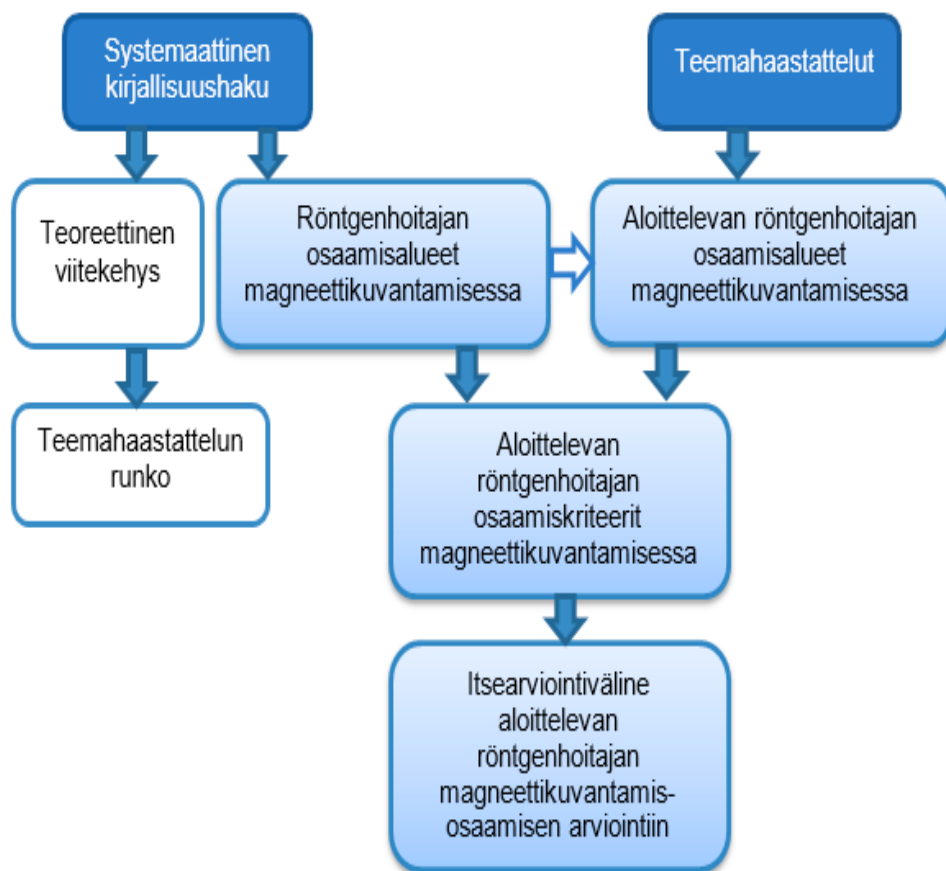 Systemaattinen
kirjallisuushaku
Teemahaastattelut
Teoreettinen
viitekehys
Röntgenhoitajan
osaamisalueet
magneettikuvantamisessa
Aloittelevan röntgenhoitajan
osaamisalueet
magneettikuvantamisessa
Teemahaastattelun
runko
Aloittelevan
röntgenhoitajan
osaamiskriteerit
magneettikuvantamisessa
Itsearviointiväline
aloittelevan
röntgenhoitajan
magneettikuvantamis-
osaamisen arviointiin